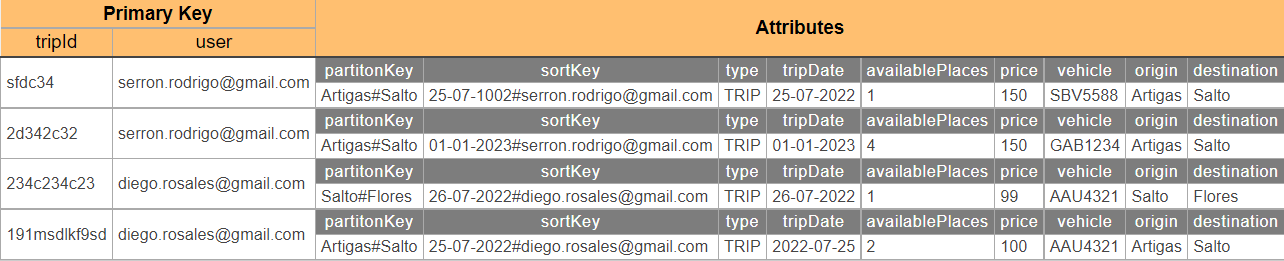 Primary Key Attributes
tripId user
partitonKey sortKey type tripDate availablePlaces price vehicle origin destination
sfdc34 serron.rodrigo@gmail.com
Artigas#Salto 25-07-1002#serron.rodrigo@gmail.com TRIP 25-07-2022 1 150 SBV5588 Artigas Salto
partitonKey sortKey type tripDate availablePlaces price vehicle origin destination
2d342c32 serron.rodrigo@gmail.com
Artigas#Salto 01-01-2023#serron.rodrigo@gmail.com TRIP 01-01-2023 4 150 GAB1234 Artigas Salto
partitonKey sortKey type tripDate availablePlaces price vehicle origin destination
234c234c23 diego.rosales@gmail.com
Salto#Flores 26-07-2022#diego.rosales@gmail.com TRIP 26-07-2022 1 99 AAU4321 Salto Flores
partitonKey sortKey type tripDate availablePlaces price vehicle origin destination
191msdlkf9sd diego.rosales@gmail.com
Artigas#Salto 25-07-2022#diego.rosales@gmail.com TRIP 2022-07-25 2 100 AAU4321 Artigas Salto